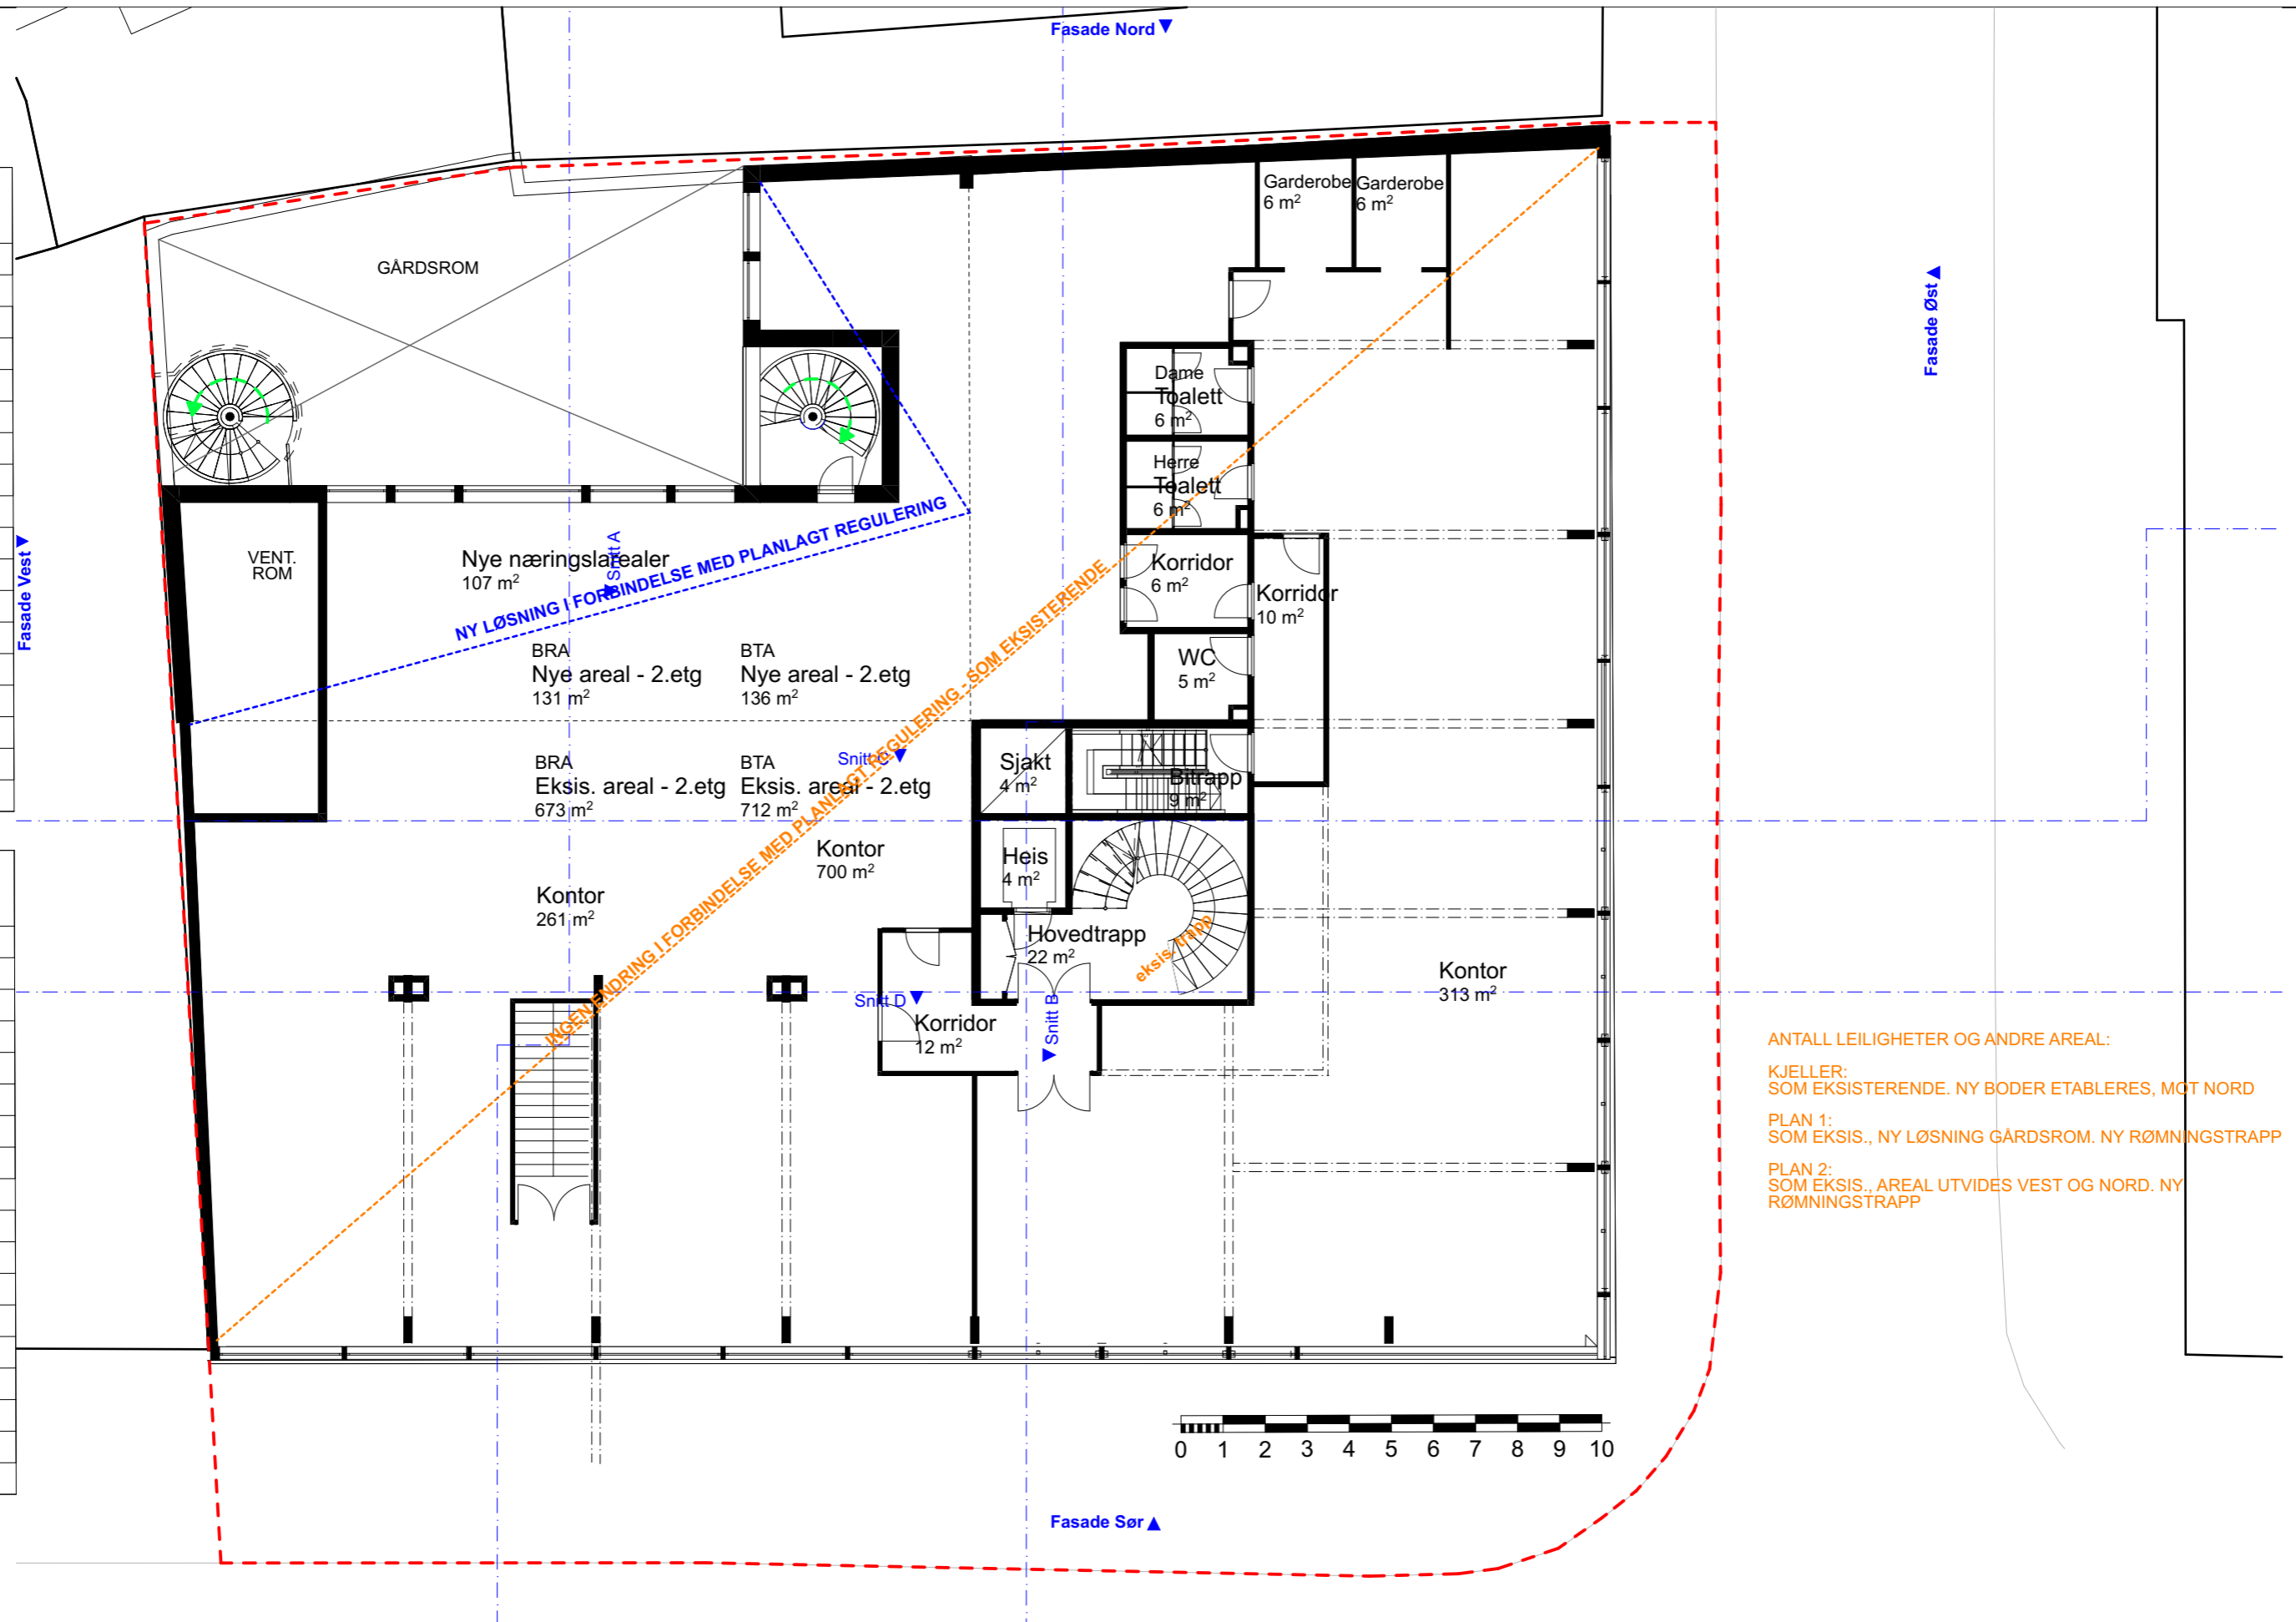 Fasade Nord
Garderobe
6 m²
Garderobe
6 m²
GÅRDSROM
Fasade Øst
Dame
Toalett
6 m²
Herre
Toalett
6 m²
Fasade Vest
VENT.
ROM
Nye næringslarealer
107 m²
Snitt A
NY LØSNING I FORBINDELSE MED PLANLAGT REGULERING
Korridor
6 m²
Korridor
10 m²
WC
5 m²
BRA
Nye areal - 2.etg
131 m²
BTA
Nye areal - 2.etg
136 m²
BRA
Eksis. areal - 2.etg
673 m²
BTA
Eksis. areal - 2.etg
712 m²
Snitt C
INGEN ENDRING I FORBINDELSE MED PLANLAGT REGULERING - SOM EKSISTERENDE
Sjakt
4 m²
Bitrapp
9 m²
Kontor
700 m²
Heis
4 m²
Kontor
261 m²
Hovedtrapp
22 m²
eksis. trapp
Kontor
313 m²
Snitt D
Korridor
12 m²
Snitt B
ANTALL LEILIGHETER OG ANDRE AREAL:
KJELLER:
SOM EKSISTERENDE. NY BODER ETABLERES, MOT NORD
PLAN 1:
SOM EKSIS., NY LØSNING GÅRDSROM. NY RØMNINGSTRAPP
PLAN 2:
SOM EKSIS., AREAL UTVIDES VEST OG NORD. NY
RØMNINGSTRAPP
0 1 2 3 4 5 6 7 8 9 10
Fasade Sør